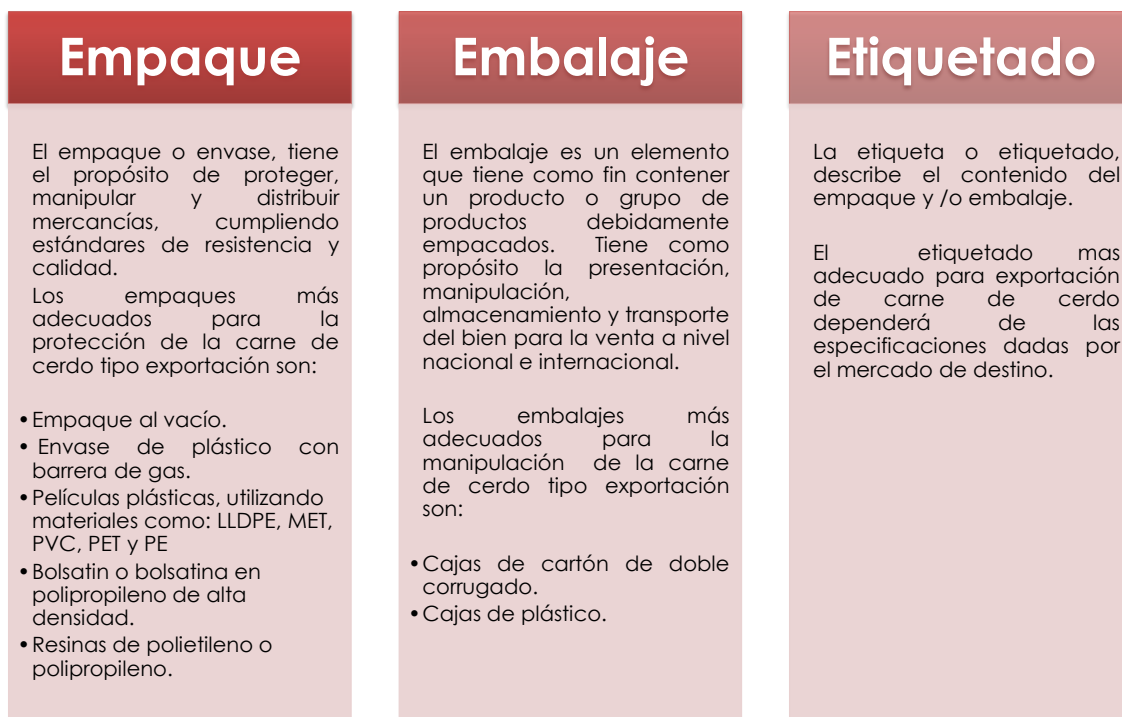 Empaque
El empaque o envase, tiene
el propósito de proteger,
manipular y distribuir
mercancías, cumpliendo
estándares de resistencia y
calidad.
Los empaques más
adecuados para la
protección de la carne de
cerdo tipo exportación son:
• Empaque al vacío.
• Envase de plástico con
barrera de gas.
• Películas plásticas, utilizando
materiales como: LLDPE, MET,
PVC, PET y PE
• Bolsatin o bolsatina en
polipropileno de alta
densidad.
• Resinas de polietileno o
polipropileno.
Embalaje
El embalaje es un elemento
que tiene como fin contener
un producto o grupo de
productos debidamente
empacados. Tiene como
propósito la presentación,
manipulación,
almacenamiento y transporte
del bien para la venta a nivel
nacional e internacional.
Los embalajes más
adecuados para la
manipulación de la carne
de cerdo tipo exportación
son:
• Cajas de cartón de doble
corrugado.
• Cajas de plástico.
Etiquetado
La etiqueta o etiquetado,
describe el contenido del
empaque y /o embalaje.
El etiquetado mas
adecuado para exportación
de carne de cerdo
dependerá de las
especificaciones dadas por
el mercado de destino.